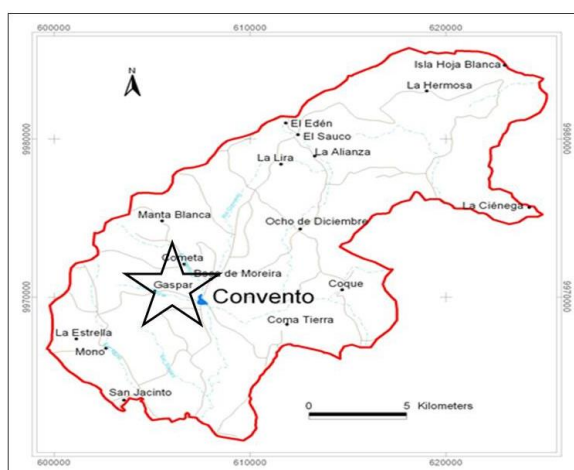 600000 610000 620000
Isla Hoja Blanca
N
La Hermosa
El Edén
9980000 9980000
El Sauco
La Alianza
La Lira
La Ciénega
Manta Blanca
Ocho de Diciembre
Cometa
Boca de Moreira
Gaspar
Coque
9970000 Convento 9970000
Coma Tierra
La Estrella
Mono
San Jacinto
0 5 Kilometers
600000 610000 620000